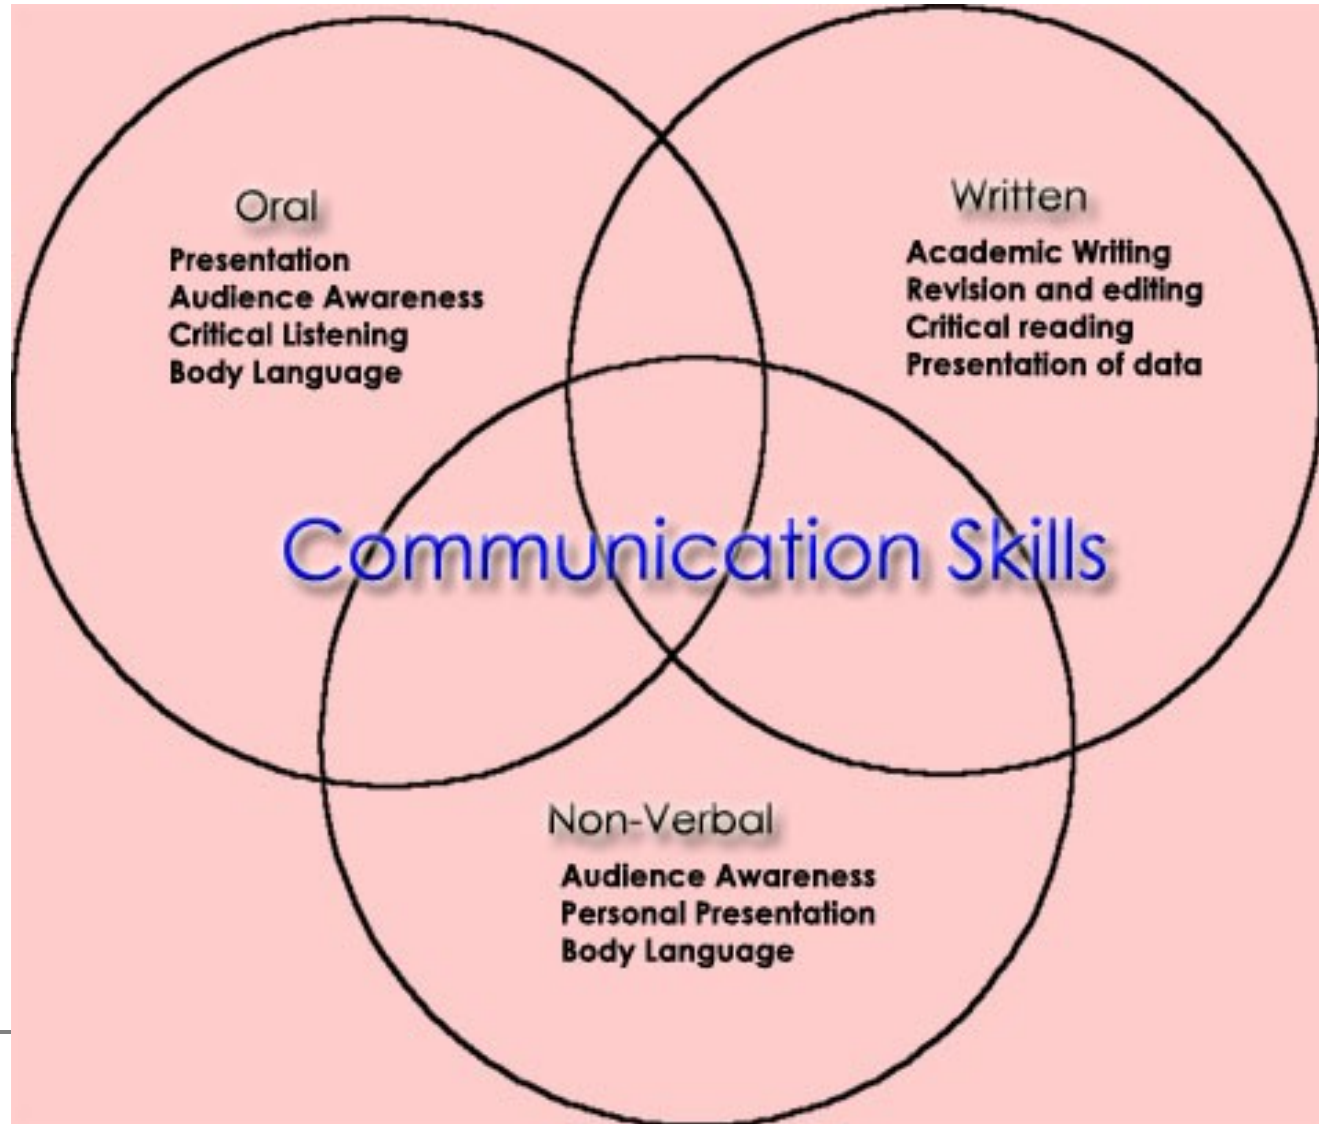 Oral
Presentation
Audience Awareness
Critical Listening
Body Language
Written
Academic Writing
Revision and editing
Critical reading
Presentation of data
Communication Skills
Non-Verbal
Audience Awareness
Personal Presentation
Body Language